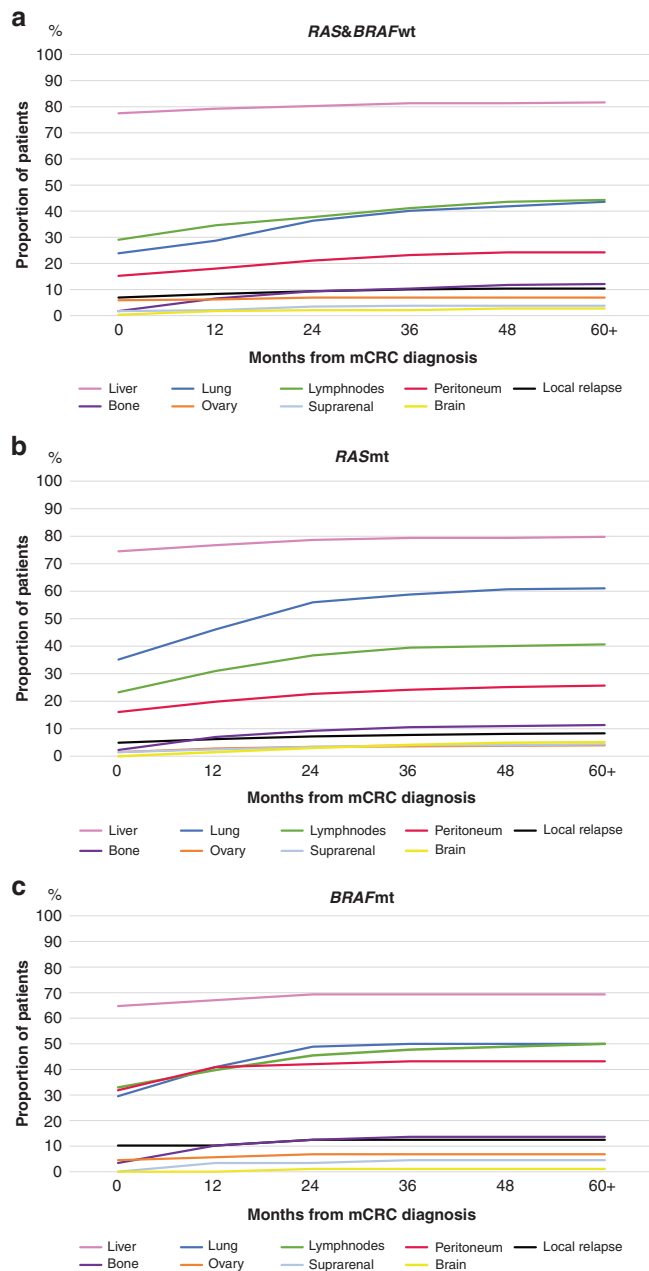 a
% RAS&BRAFwt
100
90
80
70
60
50
40
30
20
10
0
Proportion of patients
0 12 24 36 48 60+
Months from mCRC diagnosis
Liver Lung Lymphnodes Peritoneum Local relapse
Bone Ovary Suprarenal Brain
b
% RASmt
100
90
80
70
60
50
40
30
20
10
0
Proportion of patients
0 12 24 36 48 60+
Months from mCRC diagnosis
Liver Lung Lymphnodes Peritoneum Local relapse
Bone Ovary Suprarenal Brain
c
% BRAFmt
100
90
80
70
60
50
40
30
20
10
0
Proportion of patients
0 12 24 36 48 60+
Months from mCRC diagnosis
Liver Lung Lymphnodes Peritoneum Local relapse
Bone Ovary Suprarenal Brain